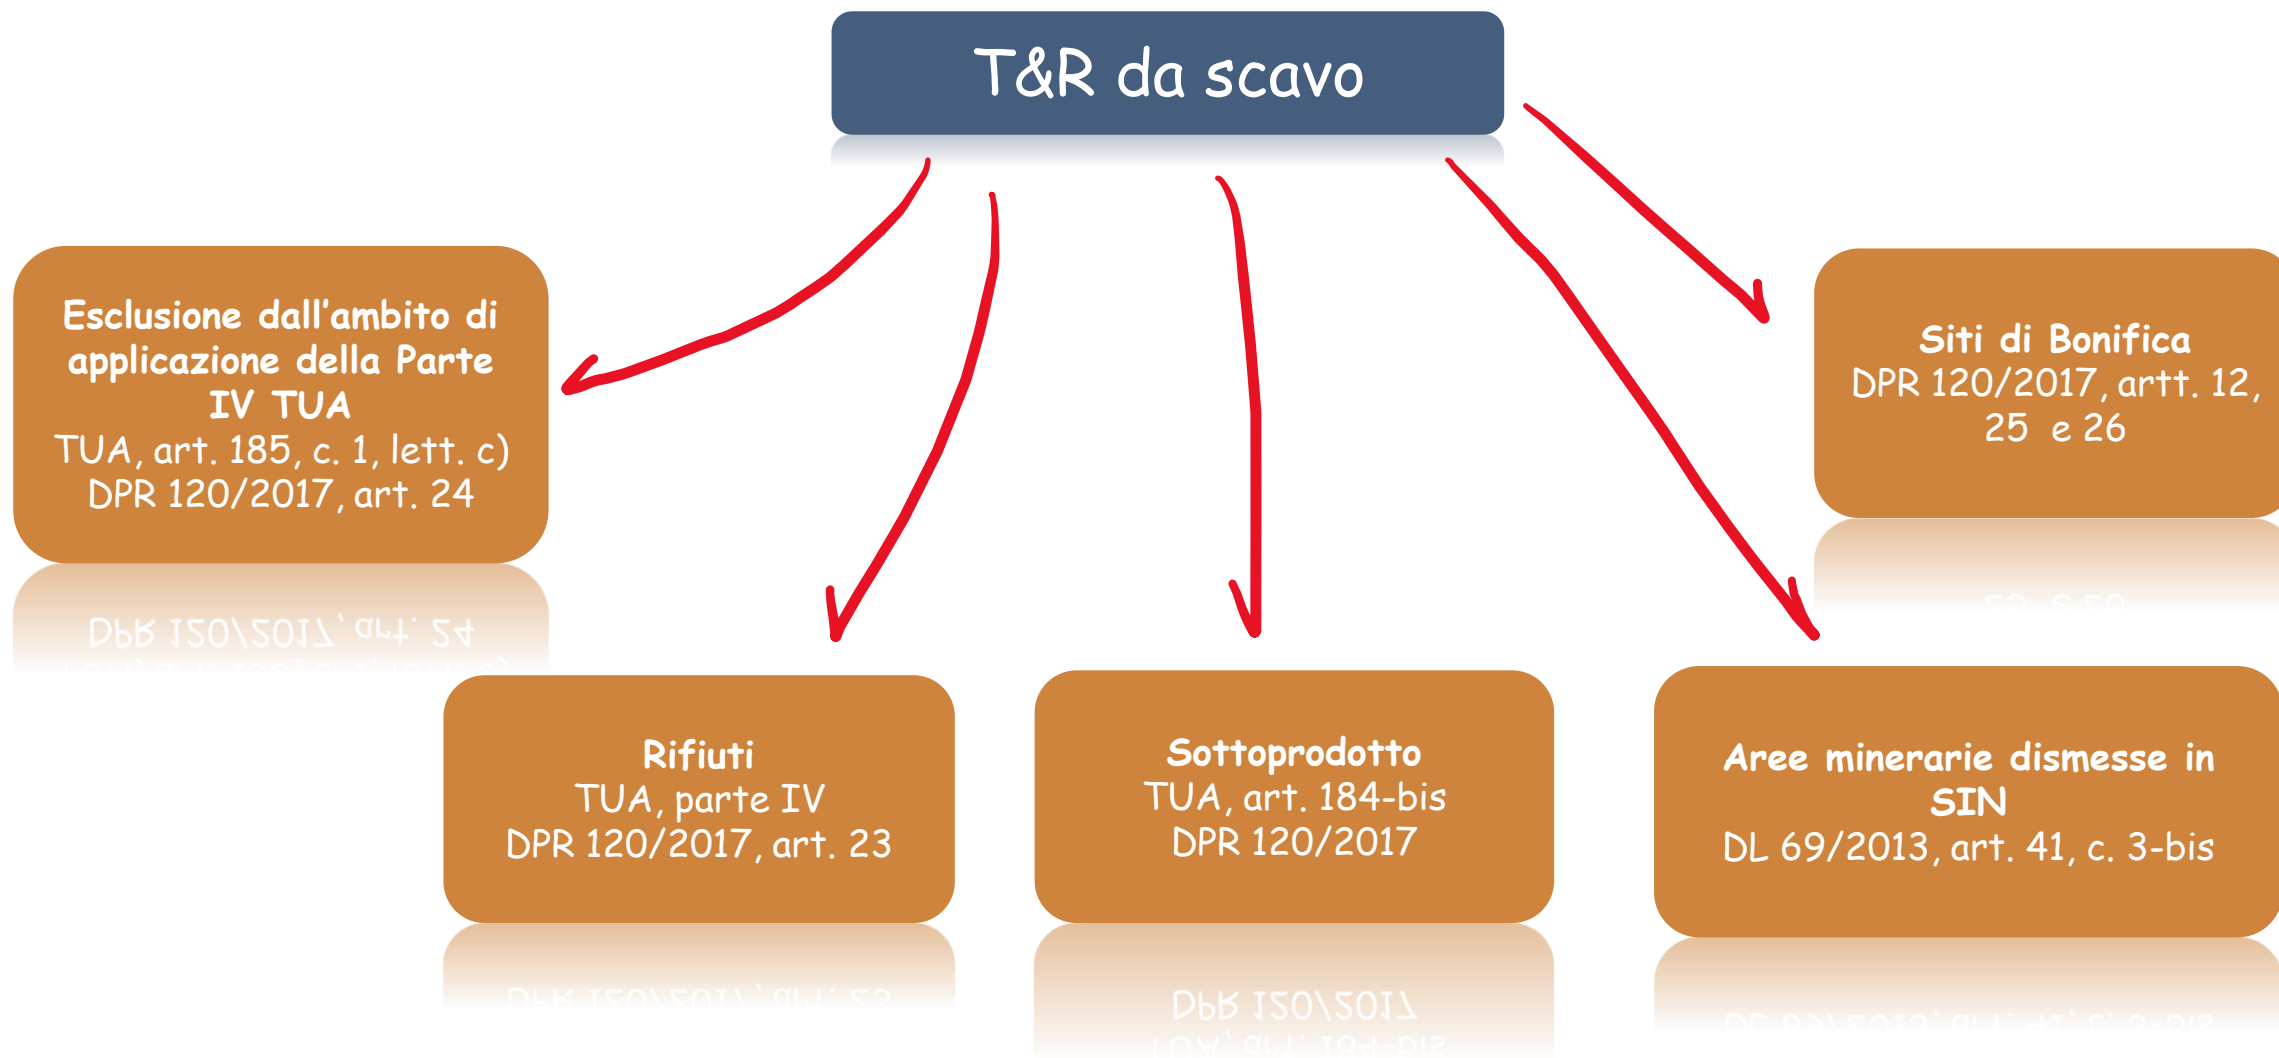 T&R da scavo
Esclusione dall'ambito di
applicazione della Parte
IV TUA
TUA, art. 185, c. 1, lett. c)
DPR 120/2017, art. 24
Siti di Bonifica
DPR 120/2017, artt. 12,
25 e 26
Rifiuti
TUA, parte IV
DPR 120/2017, art. 23
Sottoprodotto
TUA, art. 184-bis
DPR 120/2017
Aree minerarie dismesse in
SIN
DL 69/2013, art. 41, c. 3-bis